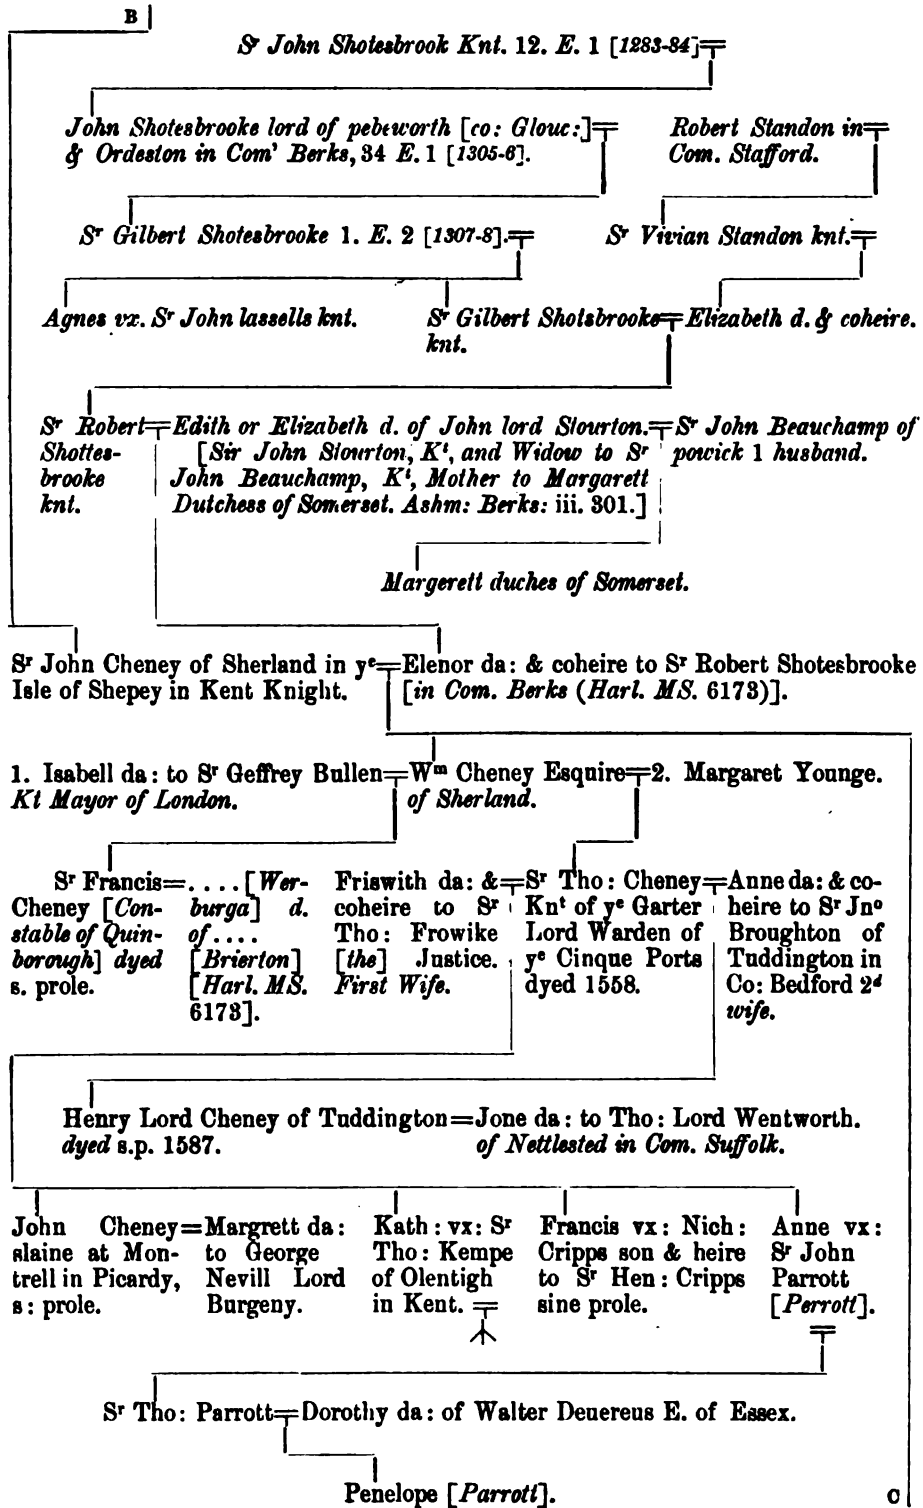 B
Sʳ John Shotesbrook Knt. 12. E. 1 [1283-84]
John Shotesbrooke lord of pebtworth [co: Glouc:]
& Ordeston in Com' Berks, 34 E. 1 [1305-6].
Robert Standon in
Com. Stafford.
Sʳ Gilbert Shotesbrooke 1. E. 2 [1307-8].
Sʳ Vivian Standon knt.
Agnes vx. Sʳ John lassells knt.
Sʳ Gilbert Shotsbrooke
knt.
Elizabeth d. & coheire.
Sʳ Robert
Shottes-
brooke
knt.
Edith or Elizabeth d. of John lord Stourton.
[Sir John Stourton, Kᵗ, and Widow to Sʳ
John Beauchamp, Kᵗ, Mother to Margarett
Dutchess of Somerset. Ashm: Berks: iii. 301.]
Sʳ John Beauchamp of
powick 1 husband.
Margerett duches of Somerset.
Sʳ John Cheney of Sherland in yᵉ
Isle of Shepey in Kent Knight.
Elenor da: & coheire to Sʳ Robert Shotesbrooke
[in Com. Berks (Harl. MS. 6173)].
1. Isabell da: to Sʳ Geffrey Bullen
Kt Mayor of London.
Wᵐ Cheney Esquire
of Sherland.
2. Margaret Younge.
Sʳ Francis
Cheney [Con-
stable of Quin-
borough] dyed
s. prole.
. . . . [Wer-
burga] d.
of . . . .
[Brierton]
[Harl. MS.
6173].
Friswith da: &
coheire to Sʳ
Tho: Frowike
[the] Justice.
First Wife.
Sʳ Tho: Cheney
Knᵗ of yᵉ Garter
Lord Warden of
yᵉ Cinque Ports
dyed 1558.
Anne da: & co-
heire to Sʳ Jnᵒ
Broughton of
Tuddington in
Co: Bedford 2ᵈ
wife.
Henry Lord Cheney of Tuddington
dyed s.p. 1587.
Jone da: to Tho: Lord Wentworth.
of Nettlested in Com. Suffolk.
John Cheney
slaine at Mon-
trell in Picardy,
s: prole.
Margrett da:
to George
Nevill Lord
Burgeny.
Kath: vx: Sʳ
Tho: Kempe
of Olentigh
in Kent.
Francis vx: Nich:
Cripps son & heire
to Sʳ Hen: Cripps
sine prole.
Anne vx:
Sʳ John
Parrott
[Perrott].
Sʳ Tho: Parrott
Dorothy da: of Walter Deuereus E. of Essex.
Penelope [Parrott].
C